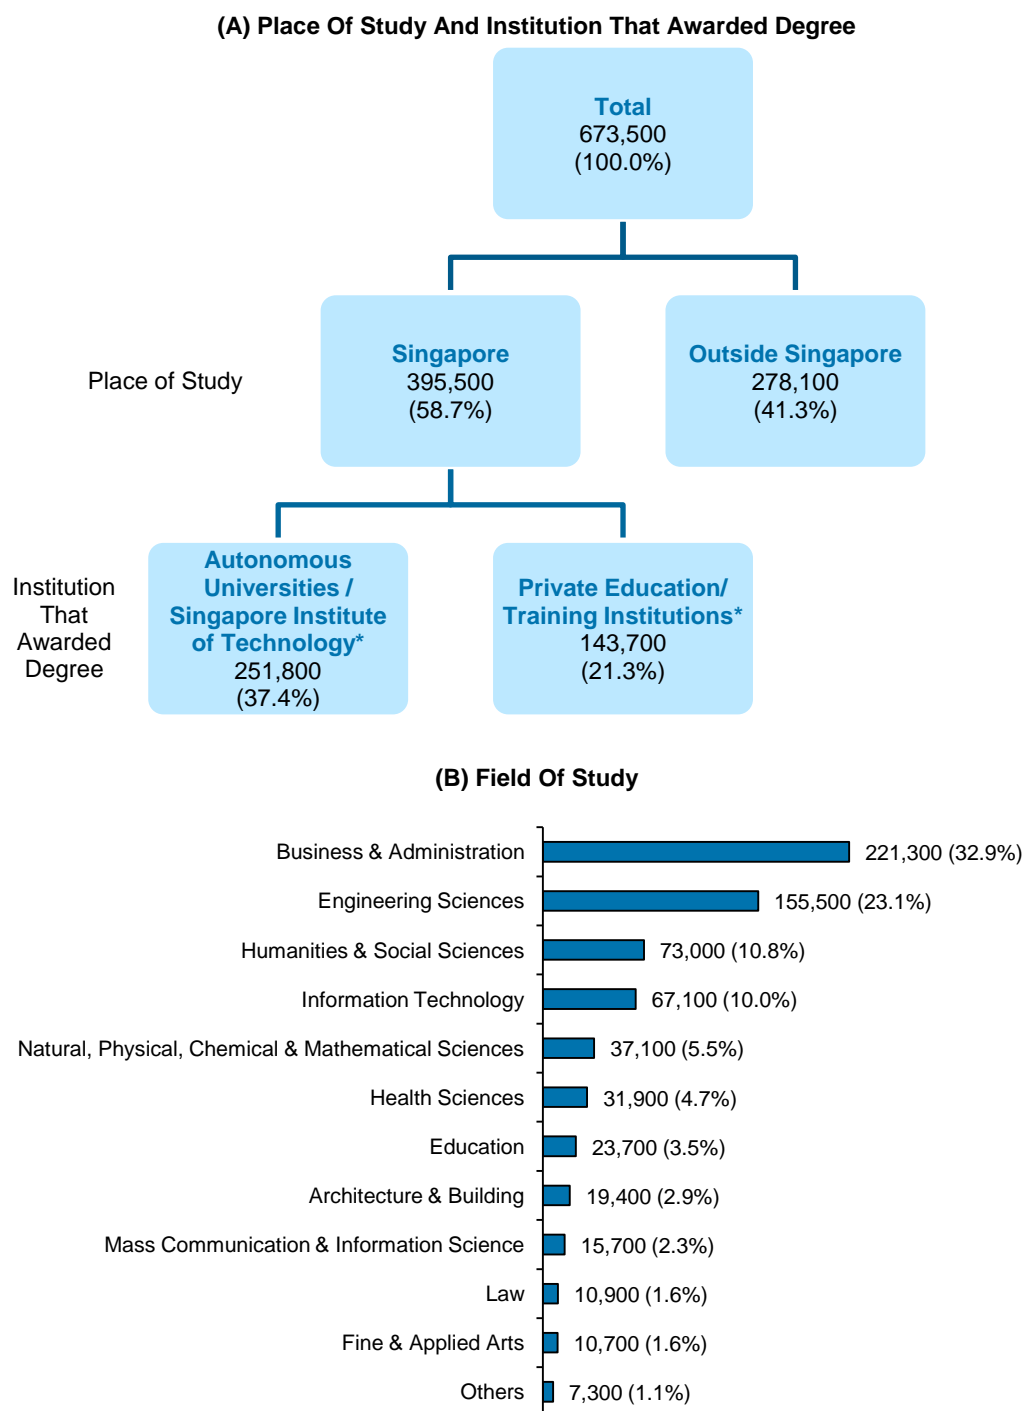 (A) Place Of Study And Institution That Awarded Degree
Total
673,500
(100.0%)
Place of Study
Singapore
395,500
(58.7%)
Outside Singapore
278,100
(41.3%)
Institution
That
Awarded
Degree
Autonomous
Universities /
Singapore Institute
of Technology*
251,800
(37.4%)
Private Education/
Training Institutions*
143,700
(21.3%)
(B) Field Of Study
Business & Administration 221,300 (32.9%)
Engineering Sciences 155,500 (23.1%)
Humanities & Social Sciences 73,000 (10.8%)
Information Technology 67,100 (10.0%)
Natural, Physical, Chemical & Mathematical Sciences 37,100 (5.5%)
Health Sciences 31,900 (4.7%)
Education 23,700 (3.5%)
Architecture & Building 19,400 (2.9%)
Mass Communication & Information Science 15,700 (2.3%)
Law 10,900 (1.6%)
Fine & Applied Arts 10,700 (1.6%)
Others 7,300 (1.1%)